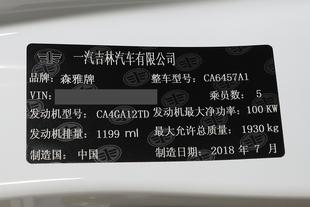 一汽吉林汽车有限公司
品牌：森雅牌 整车型号：CA6457A1
VIN： 乘员数：5
发动机型号：CA4GA12TD 发动机最大净功率：100 KW
发动机排量：1199 ml 最大允许总质量：1930kg
制造国：中国 制造日期：2018 年 7 月